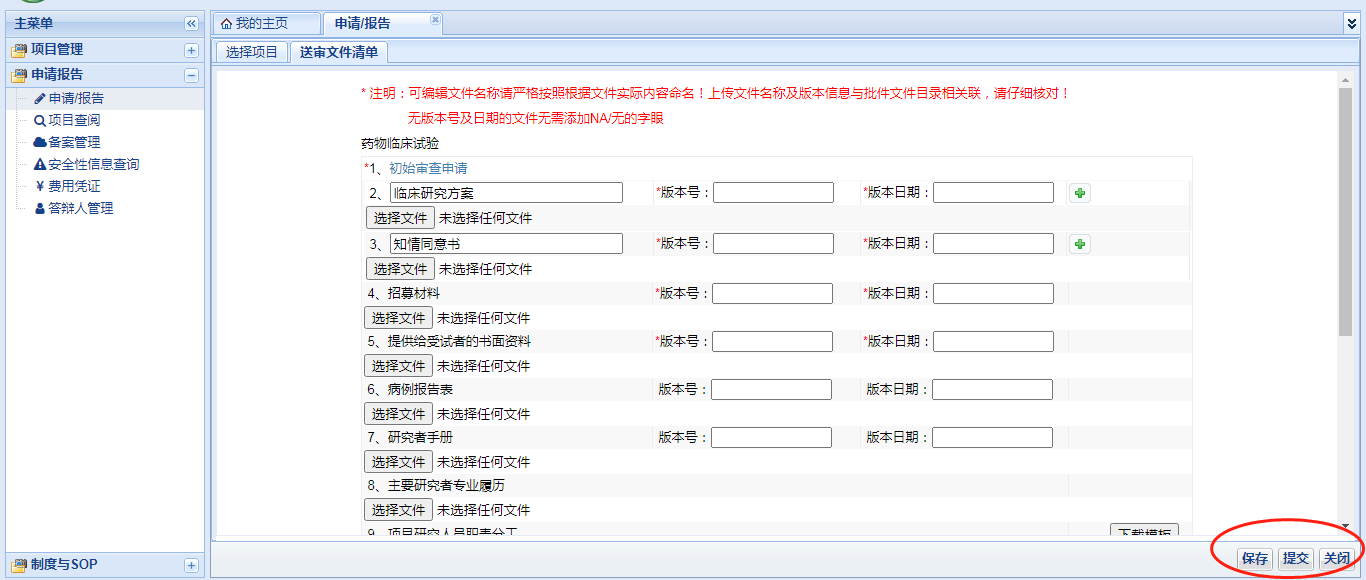 主菜单
项目管理
申请报告
申请/报告
项目查阅
备案管理
安全性信息查询
¥ 费用凭证
答辩人管理
制度与SOP
我的主页 申请/报告
选择项目 送审文件清单
* 注明：可编辑文件名称请严格按照根据文件实际内容命名！上传文件名称及版本信息与批件文件目录相关联，请仔细核对！
无版本号及日期的文件无需添加NA/无的字眼
药物临床试验
*1、初始审查申请
2、临床研究方案 *版本号： *版本日期：
选择文件 未选择任何文件
3、知情同意书 *版本号： *版本日期：
选择文件 未选择任何文件
4、招募材料 *版本号： *版本日期：
选择文件 未选择任何文件
5、提供给受试者的书面资料 *版本号： *版本日期：
选择文件 未选择任何文件
6、病例报告表 版本号： 版本日期：
选择文件 未选择任何文件
7、研究者手册 版本号： 版本日期：
选择文件 未选择任何文件
8、主要研究者专业履历
选择文件 未选择任何文件
9、项目研究人员职责分工 下载模板
保存 提交 关闭